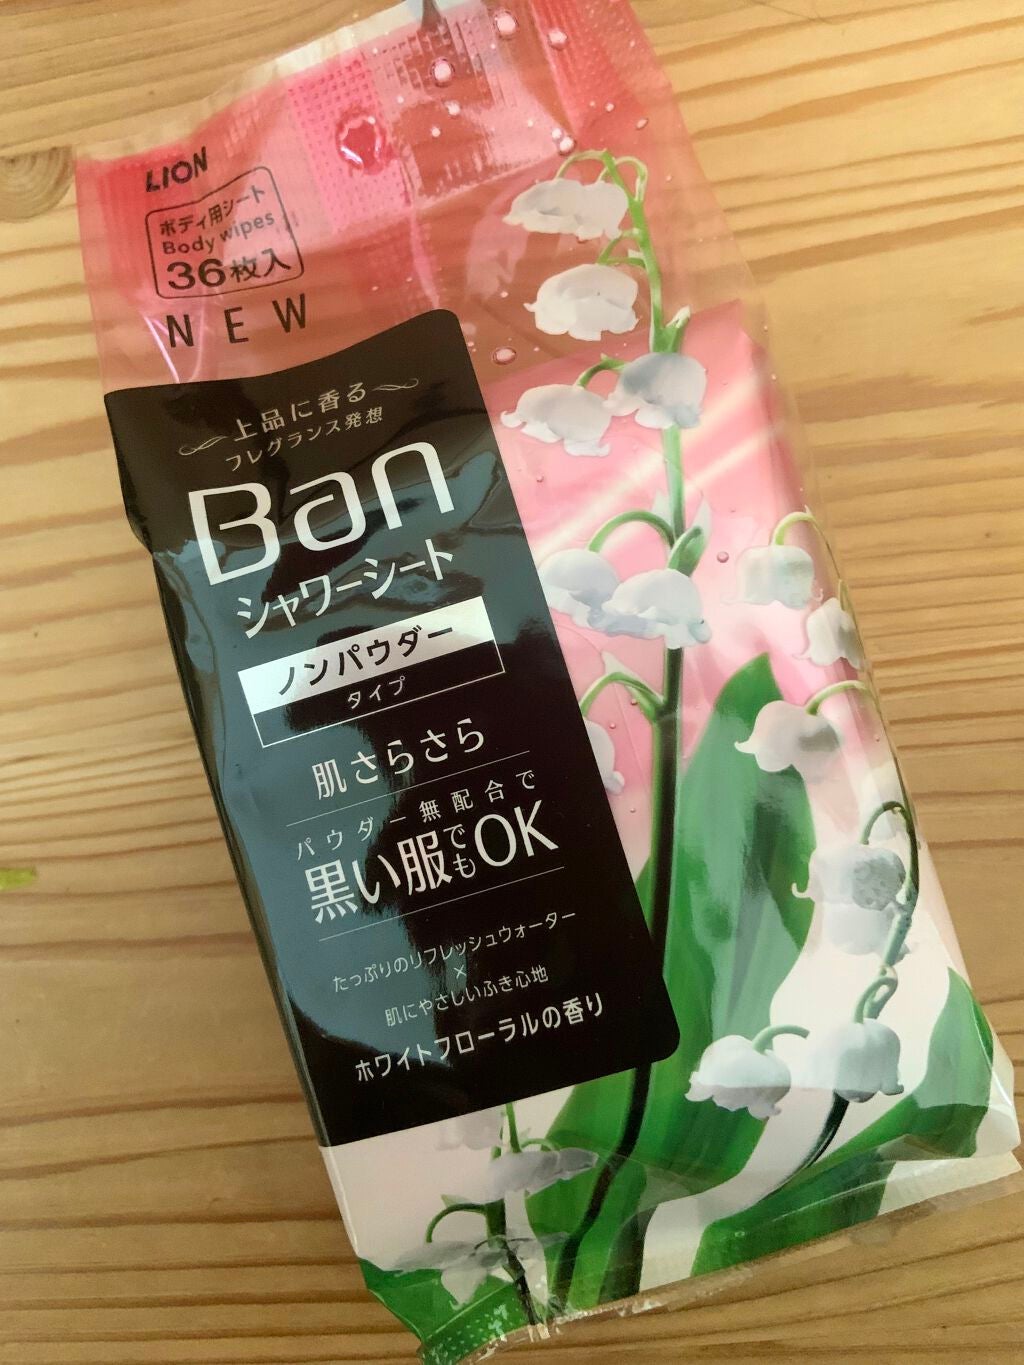 LION
ボディ用シート
Body wipes
36枚入
NEW
上品に香る
フレグランス発想
Ban
シャワーシート
ノンパウダー
タイプ
肌さらさら
パウダー無配合で
黒い服でもOK
たっぷりのリフレッシュウォーター
×
肌にやさしいふき心地
ホワイトフローラルの香り